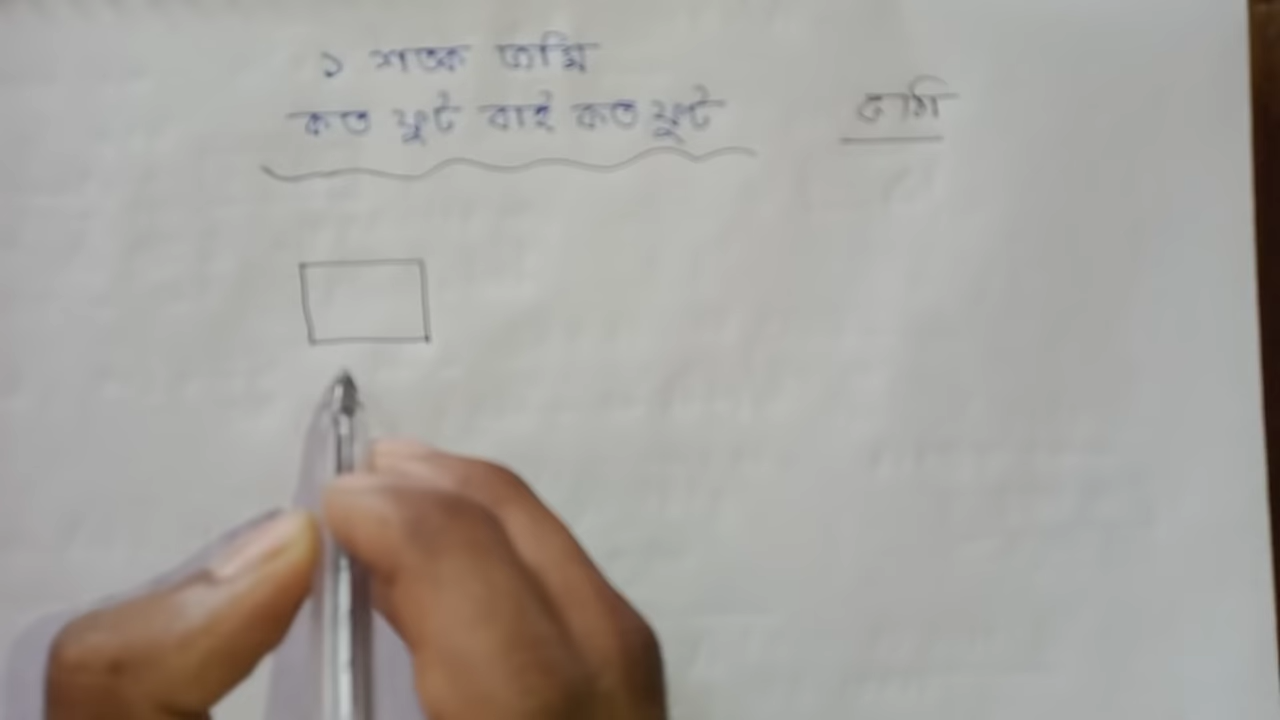 ১ শতক জমি
কত ফুট বাই কত ফুট